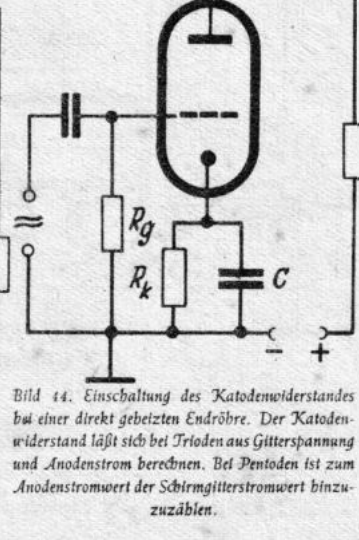 Rg
Rk
C
- +
Bild 44. Einschaltung des Katodenwiderstandes
bei einer direkt geheizten Endröhre. Der Katoden-
widerstand läßt sich bei Trioden aus Gitterspannung
und Anodenstrom berechnen. Bei Pentoden ist zum
Anodenstromwert der Schirmgitterstromwert hinzu-
zuzählen.